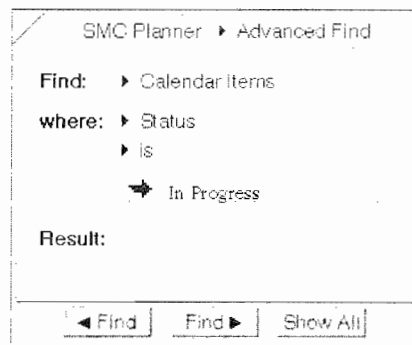 SMC Planner ▸ Advanced Find
Find: ▸ Calendar Items
where: ▸ Status
▸ is
➔ In Progress
Result:
◀ Find Find ▶ Show All